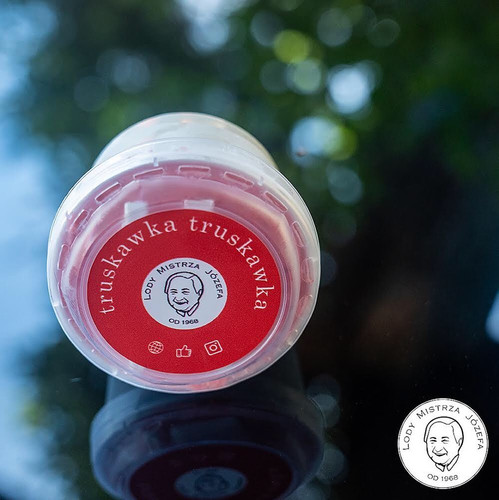 truskawka truskawka
LODY MISTRZA JÓZEFA
OD 1968
LODY MISTRZA JÓZEFA
OD 1968